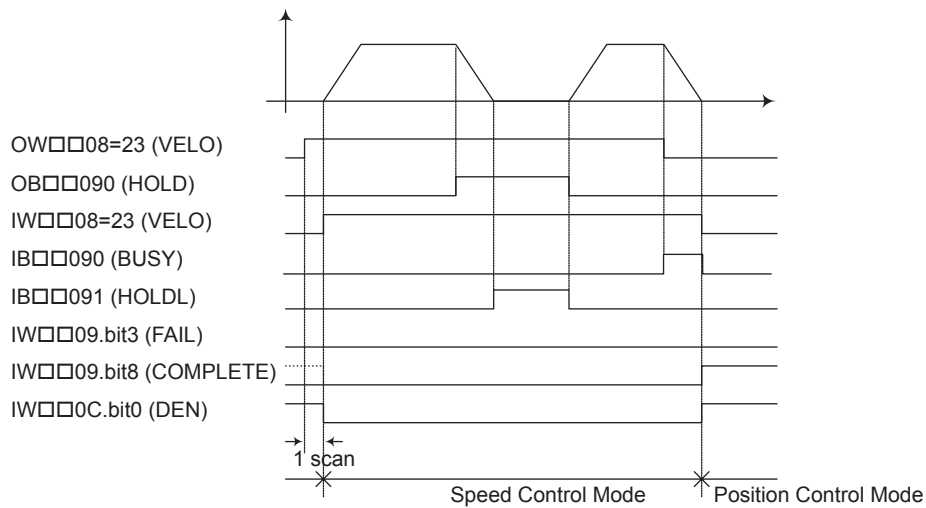 OW□□08=23 (VELO)
OB□□090 (HOLD)
IW□□08=23 (VELO)
IB□□090 (BUSY)
IB□□091 (HOLDL)
IW□□09.bit3 (FAIL)
IW□□09.bit8 (COMPLETE)
IW□□0C.bit0 (DEN)
1 scan
Speed Control Mode
Position Control Mode